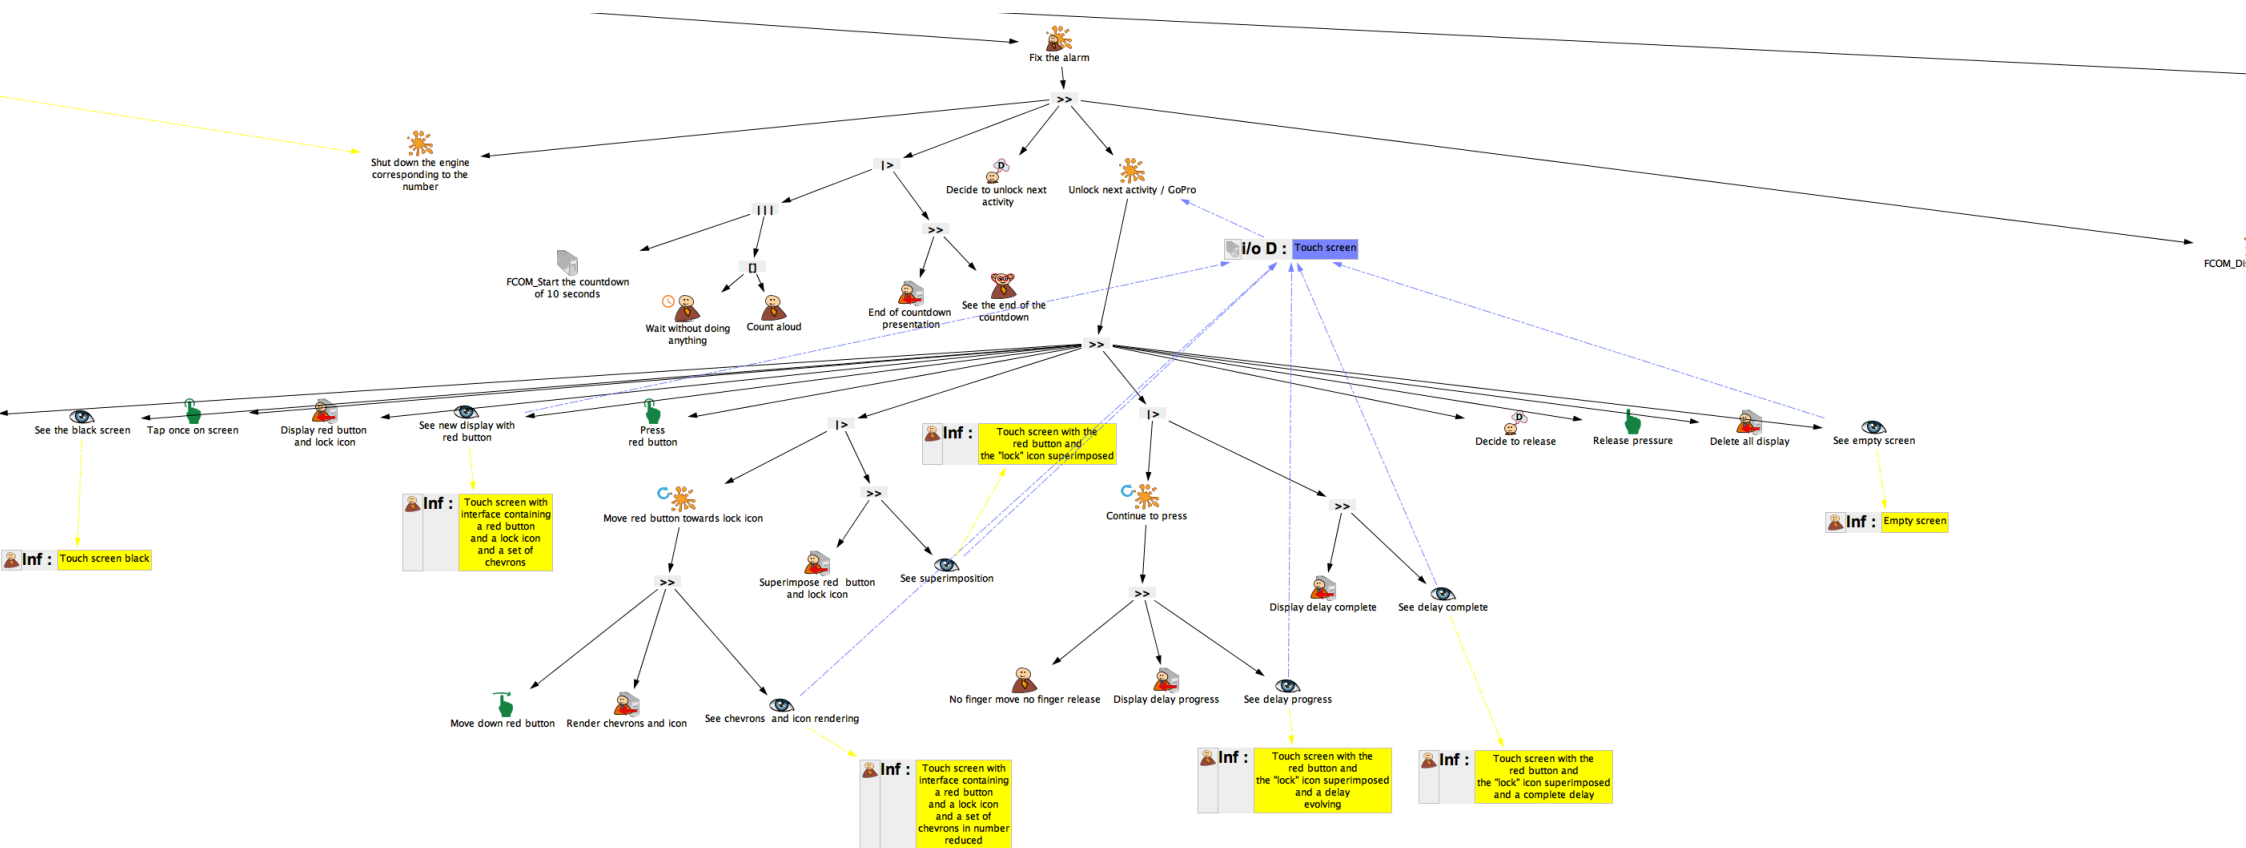 Fix the alarm
>>
Shut down the engine
corresponding to the
number
|>
Decide to unlock next
activity
Unlock next activity / GoPro
|||
>>
i/o D :
Touch screen
FCOM_Di
FCOM_Start the countdown
of 10 seconds
[]
Wait without doing
anything
Count aloud
End of countdown
presentation
See the end of the
countdown
>>
See the black screen
Tap once on screen
Display red button
and lock icon
See new display with
red button
Press
red button
|>
Inf :
Touch screen with the
red button and
the "lock" icon superimposed
|>
Decide to release
Release pressure
Delete all display
See empty screen
Inf :
Touch screen black
Inf :
Touch screen with
interface containing
a red button
and a lock icon
and a set of
chevrons
Move red button towards lock icon
>>
Continue to press
>>
Inf :
Empty screen
>>
Superimpose red button
and lock icon
See superimposition
>>
Display delay complete
See delay complete
Move down red button
Render chevrons and icon
See chevrons and icon rendering
No finger move no finger release
Display delay progress
See delay progress
Inf :
Touch screen with
interface containing
a red button
and a lock icon
and a set of
chevrons in number
reduced
Inf :
Touch screen with the
red button and
the "lock" icon superimposed
and a delay
evolving
Inf :
Touch screen with the
red button and
the "lock" icon superimposed
and a complete delay